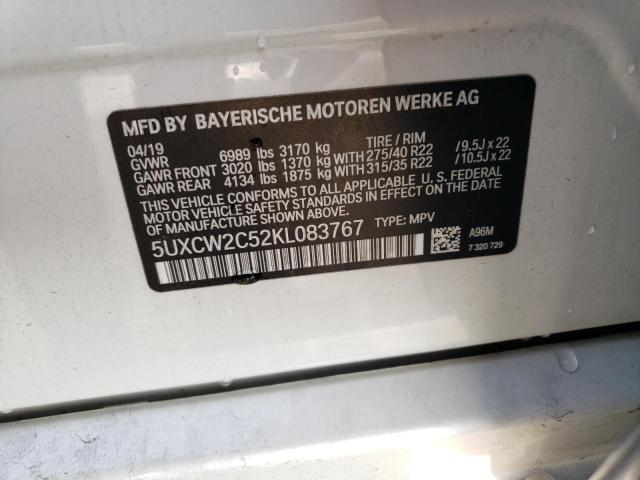 MFD BY BAYERISCHE MOTOREN WERKE AG
04/19 TIRE / RIM
GVWR 6989 lbs 3170 kg
GAWR FRONT 3020 lbs 1370 kg WITH 275/40 R22 / 9.5J x 22
GAWR REAR 4134 lbs 1875 kg WITH 315/35 R22 / 10.5J x 22
THIS VEHICLE CONFORMS TO ALL APPLICABLE U. S. FEDERAL
MOTOR VEHICLE SAFETY STANDARDS IN EFFECT ON THE DATE
OF MANUFACTURE SHOWN ABOVE.
5UXCW2C52KL083767 TYPE: MPV
A96M
7 320 729